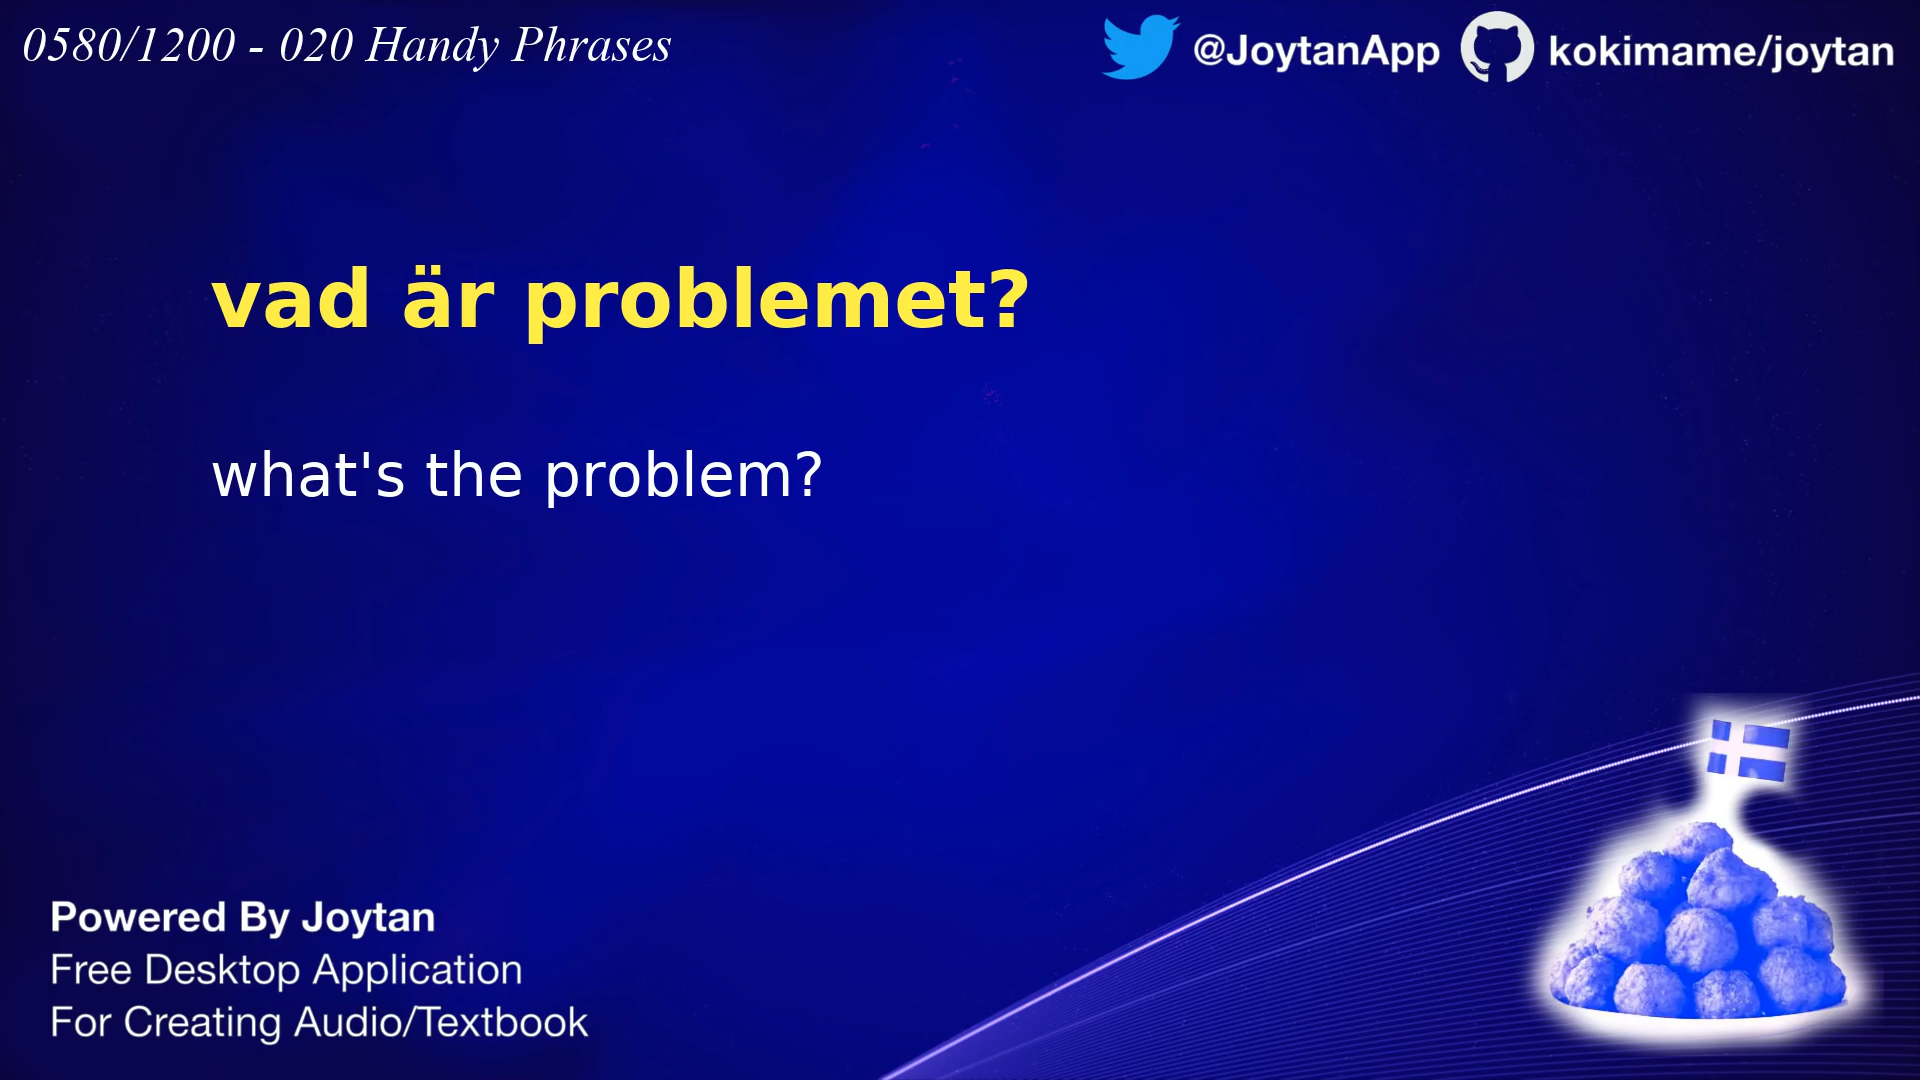 0580/1200 - 020 Handy Phrases
@JoytanApp
kokimame/joytan
vad är problemet?
what's the problem?
Powered By Joytan
Free Desktop Application
For Creating Audio/Textbook